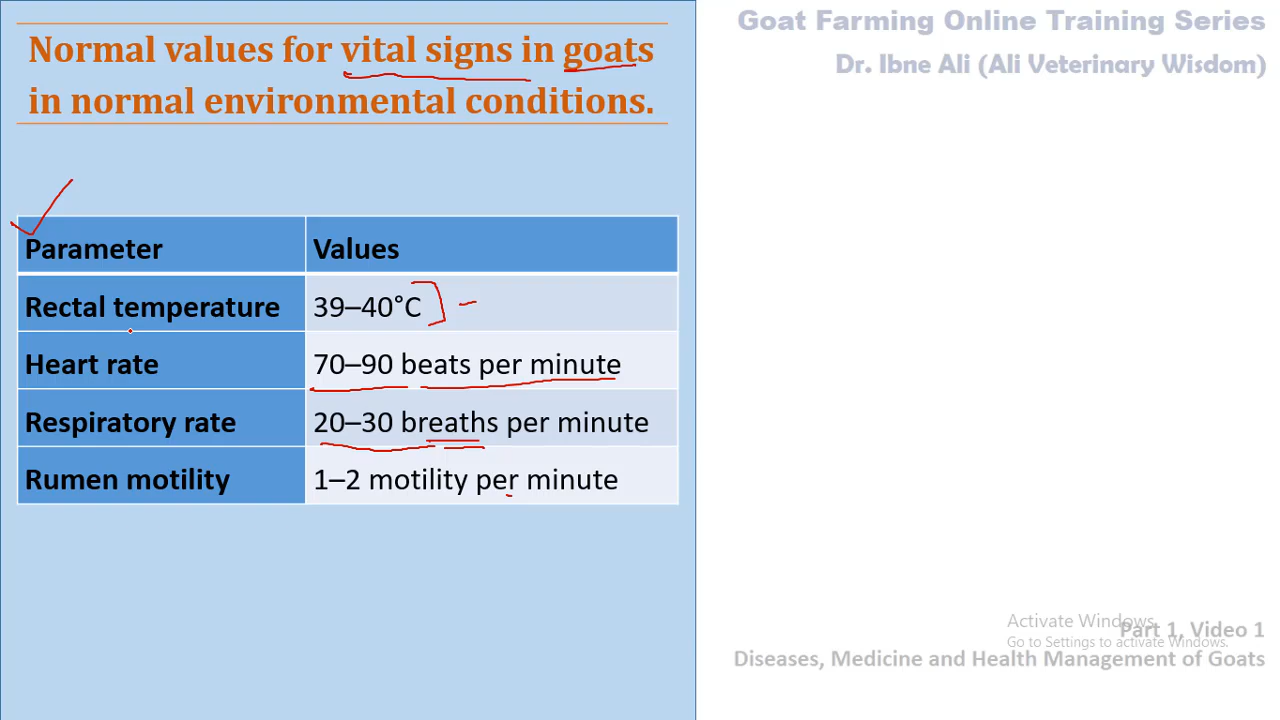 Normal values for vital signs in goats
in normal environmental conditions.
Parameter Values
Rectal temperature 39–40°C
Heart rate 70–90 beats per minute
Respiratory rate 20–30 breaths per minute
Rumen motility 1–2 motility per minute
Goat Farming Online Training Series
Dr. Ibne Ali (Ali Veterinary Wisdom)
Activate Windows
Part 1, Video 1
Go to Settings to activate Windows.
Diseases, Medicine and Health Management of Goats